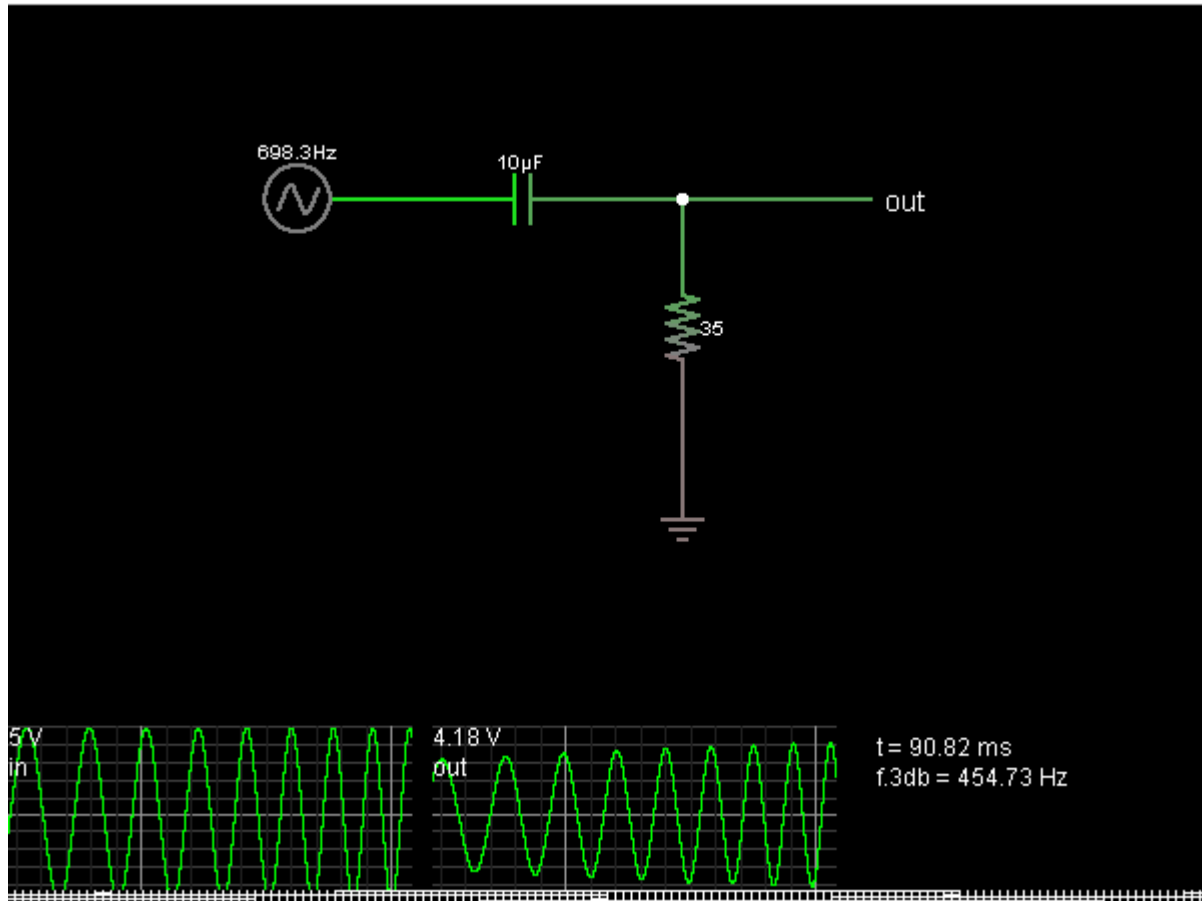 698.3Hz
10µF
out
35
5 V
in
4.18 V
out
t = 90.82 ms
f.3db = 454.73 Hz